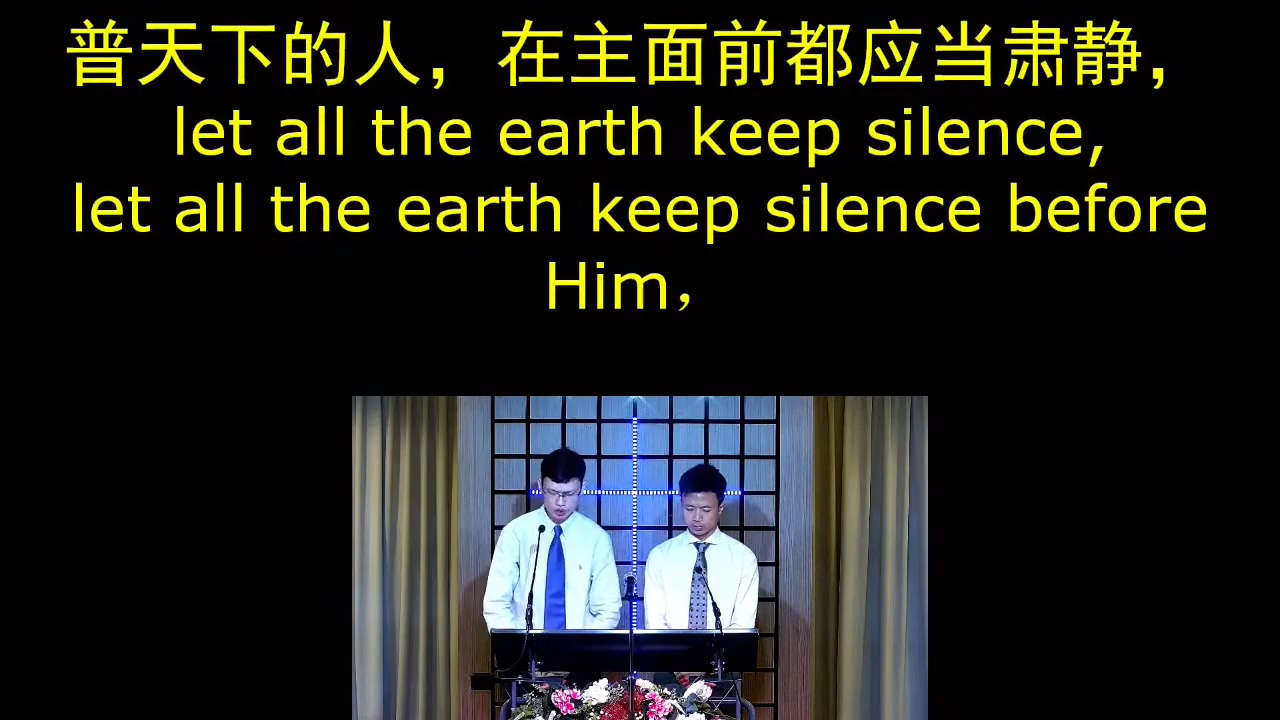 普天下的人，在主面前都应当肃静，
let all the earth keep silence,
let all the earth keep silence before
Him，